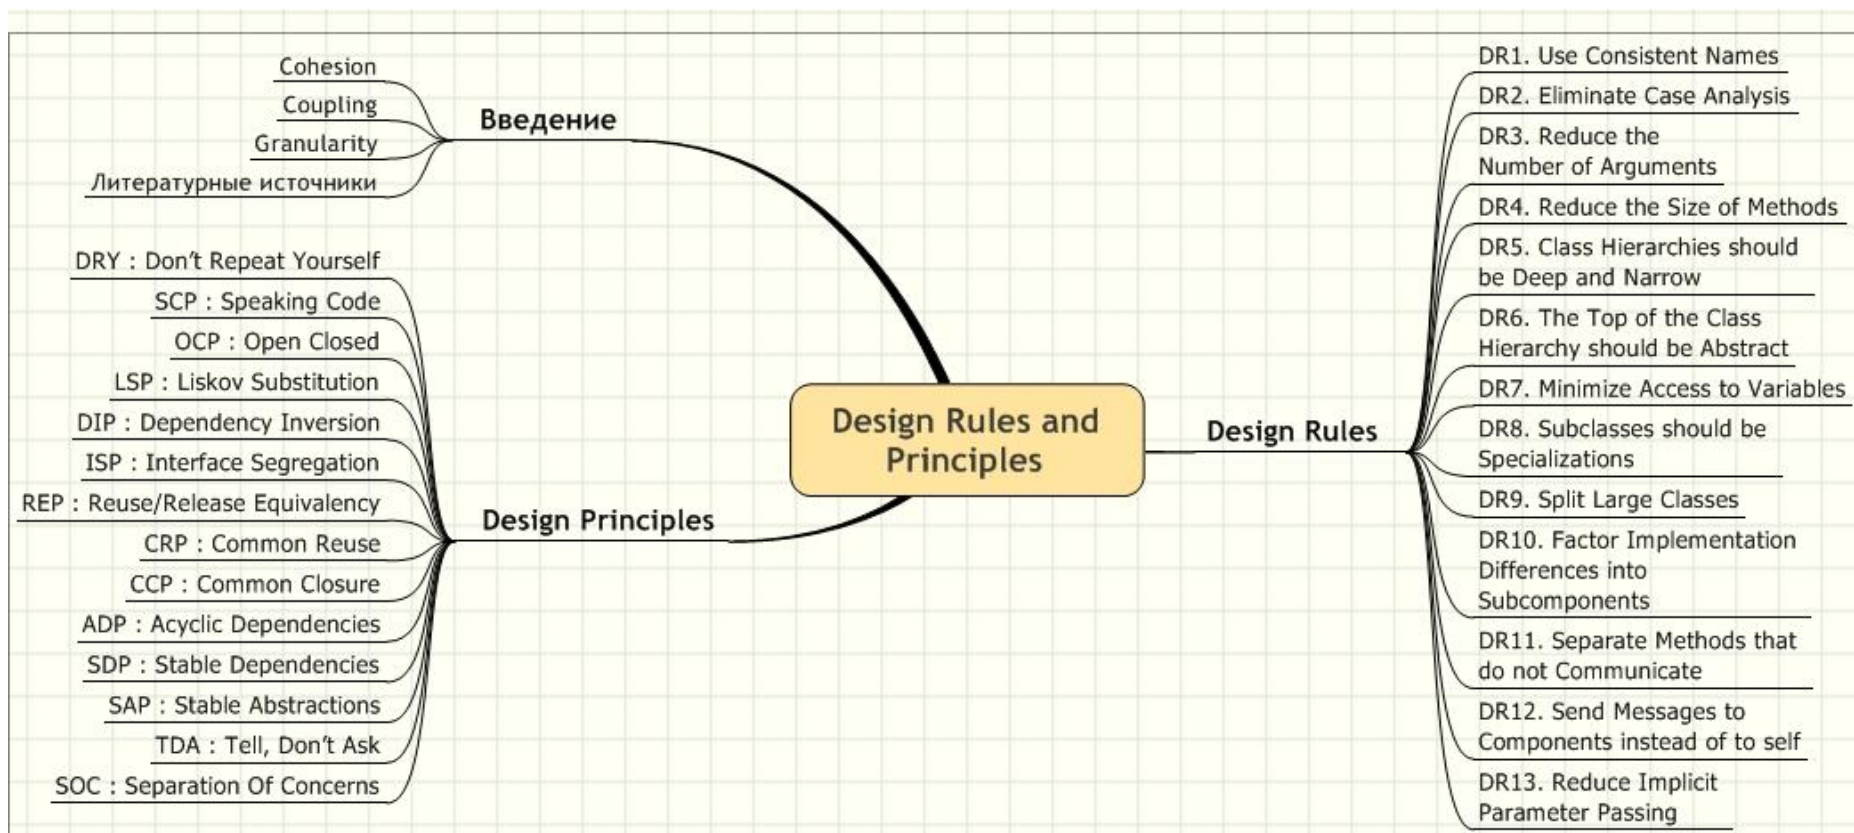 Design Rules and
Principles
Введение
Cohesion
Coupling
Granularity
Литературные источники
Design Principles
DRY : Don't Repeat Yourself
SCP : Speaking Code
OCP : Open Closed
LSP : Liskov Substitution
DIP : Dependency Inversion
ISP : Interface Segregation
REP : Reuse/Release Equivalency
CRP : Common Reuse
CCP : Common Closure
ADP : Acyclic Dependencies
SDP : Stable Dependencies
SAP : Stable Abstractions
TDA : Tell, Don't Ask
SOC : Separation Of Concerns
Design Rules
DR1. Use Consistent Names
DR2. Eliminate Case Analysis
DR3. Reduce the
Number of Arguments
DR4. Reduce the Size of Methods
DR5. Class Hierarchies should
be Deep and Narrow
DR6. The Top of the Class
Hierarchy should be Abstract
DR7. Minimize Access to Variables
DR8. Subclasses should be
Specializations
DR9. Split Large Classes
DR10. Factor Implementation
Differences into
Subcomponents
DR11. Separate Methods that
do not Communicate
DR12. Send Messages to
Components instead of to self
DR13. Reduce Implicit
Parameter Passing